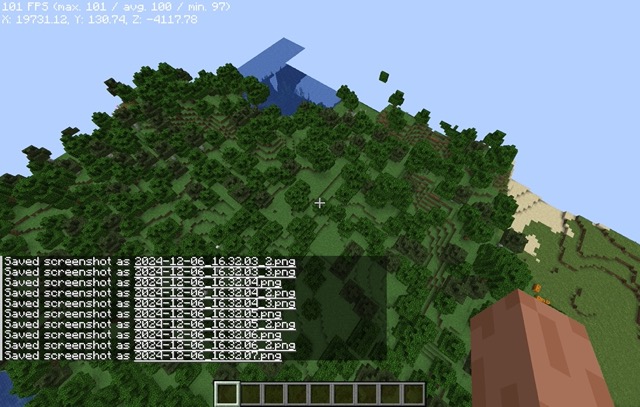 101 FPS (max. 101 / avg. 100 / min. 97)
X: 19731.12, Y: 130.74, Z: -4117.78
Saved screenshot as 2024-12-06_16.32.03_2.png
Saved screenshot as 2024-12-06_16.32.03_3.png
Saved screenshot as 2024-12-06_16.32.04.png
Saved screenshot as 2024-12-06_16.32.04_2.png
Saved screenshot as 2024-12-06_16.32.04_3.png
Saved screenshot as 2024-12-06_16.32.05.png
Saved screenshot as 2024-12-06_16.32.05_2.png
Saved screenshot as 2024-12-06_16.32.06.png
Saved screenshot as 2024-12-06_16.32.06_2.png
Saved screenshot as 2024-12-06_16.32.07.png